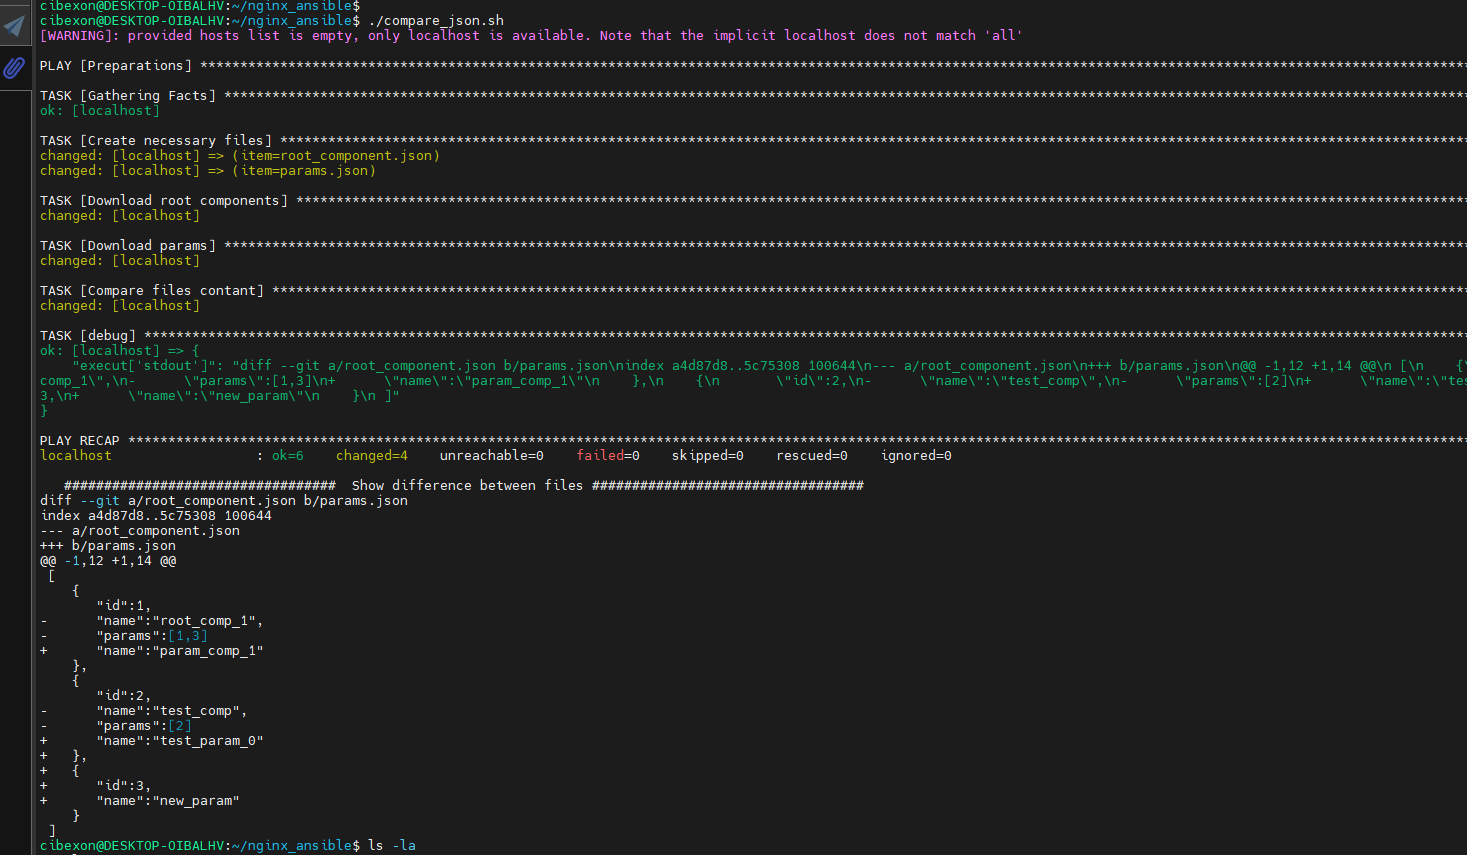 cibexon@DESKTOP-OIBALHV:~/nginx_ansible$
cibexon@DESKTOP-OIBALHV:~/nginx_ansible$ ./compare_json.sh
[WARNING]: provided hosts list is empty, only localhost is available. Note that the implicit localhost does not match 'all'
PLAY [Preparations] ******************************************************************************************************************************************************************
TASK [Gathering Facts] ***************************************************************************************************************************************************************
ok: [localhost]
TASK [Create necessary files] ********************************************************************************************************************************************************
changed: [localhost] => (item=root_component.json)
changed: [localhost] => (item=params.json)
TASK [Download root components] ******************************************************************************************************************************************************
changed: [localhost]
TASK [Download params] ***************************************************************************************************************************************************************
changed: [localhost]
TASK [Compare files contant] *********************************************************************************************************************************************************
changed: [localhost]
TASK [debug] *************************************************************************************************************************************************************************
ok: [localhost] => {
    "execut['stdout']": "diff --git a/root_component.json b/params.json\nindex a4d87d8..5c75308 100644\n--- a/root_component.json\n+++ b/params.json\n@@ -1,12 +1,14 @@\n [\n    {\
comp_1\",\n-      \"params\":[1,3]\n+      \"name\":\"param_comp_1\"\n    },\n    {\n       \"id\":2,\n-      \"name\":\"test_comp\",\n-      \"params\":[2]\n+      \"name\":\"tes
3,\n+      \"name\":\"new_param\"\n    }\n ]"
}
PLAY RECAP ***************************************************************************************************************************************************************************
localhost                  : ok=6    changed=4    unreachable=0    failed=0    skipped=0    rescued=0    ignored=0
################################## Show difference between files ##################################
diff --git a/root_component.json b/params.json
index a4d87d8..5c75308 100644
--- a/root_component.json
+++ b/params.json
@@ -1,12 +1,14 @@
 [
    {
       "id":1,
-      "name":"root_comp_1",
-      "params":[1,3]
+      "name":"param_comp_1"
    },
    {
       "id":2,
-      "name":"test_comp",
-      "params":[2]
+      "name":"test_param_0"
+   },
+   {
+      "id":3,
+      "name":"new_param"
    }
 ]
cibexon@DESKTOP-OIBALHV:~/nginx_ansible$ ls -la